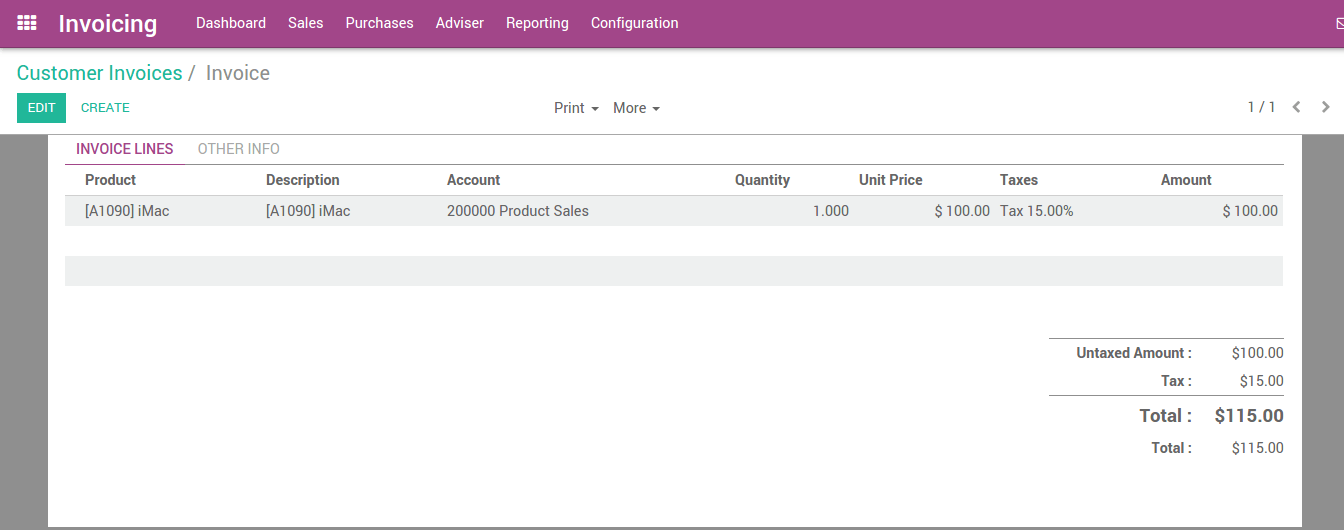 Invoicing Dashboard Sales Purchases Adviser Reporting Configuration
Customer Invoices / Invoice
EDIT CREATE Print More 1 / 1
INVOICE LINES OTHER INFO
Product Description Account Quantity Unit Price Taxes Amount
[A1090] iMac [A1090] iMac 200000 Product Sales 1.000 $ 100.00 Tax 15.00% $ 100.00
Untaxed Amount : $100.00
Tax : $15.00
Total : $115.00
Total : $115.00